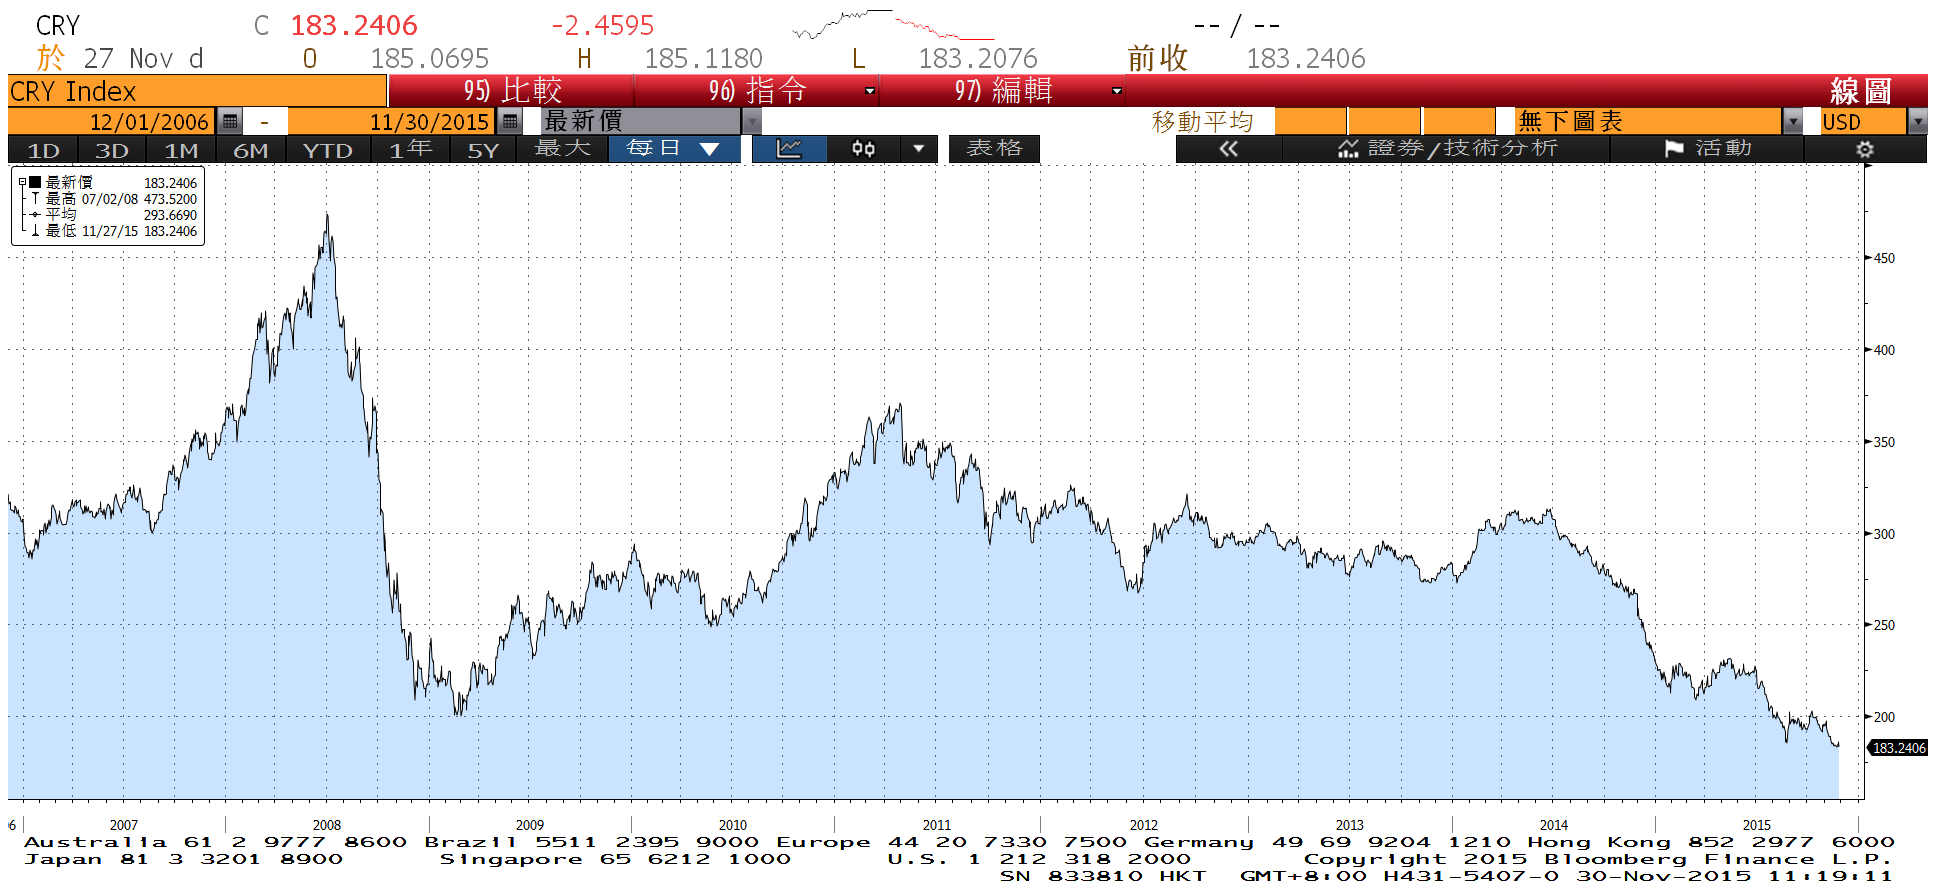 CRY C 183.2406 -2.4595 -- / --
於 27 Nov d O 185.0695 H 185.1180 L 183.2076 前收 183.2406
CRY Index 95) 比較 96) 指令 97) 編輯 線圖
12/01/2006 - 11/30/2015 最新價 移動平均 無下圖表 USD
1D 3D 1M 6M YTD 1年 5Y 最大 每日 表格 « 證券/技術分析 活動
最新價 183.2406
最高 07/02/08 473.5200
平均 293.6690
最低 11/27/15 183.2406
450
400
350
300
250
200
183.2406
6 2007 2008 2009 2010 2011 2012 2013 2014 2015
Australia 61 2 9777 8600 Brazil 5511 2395 9000 Europe 44 20 7330 7500 Germany 49 69 9204 1210 Hong Kong 852 2977 6000
Japan 81 3 3201 8900 Singapore 65 6212 1000 U.S. 1 212 318 2000 Copyright 2015 Bloomberg Finance L.P.
SN 833810 HKT GMT+8:00 H431-5407-0 30-Nov-2015 11:19:11